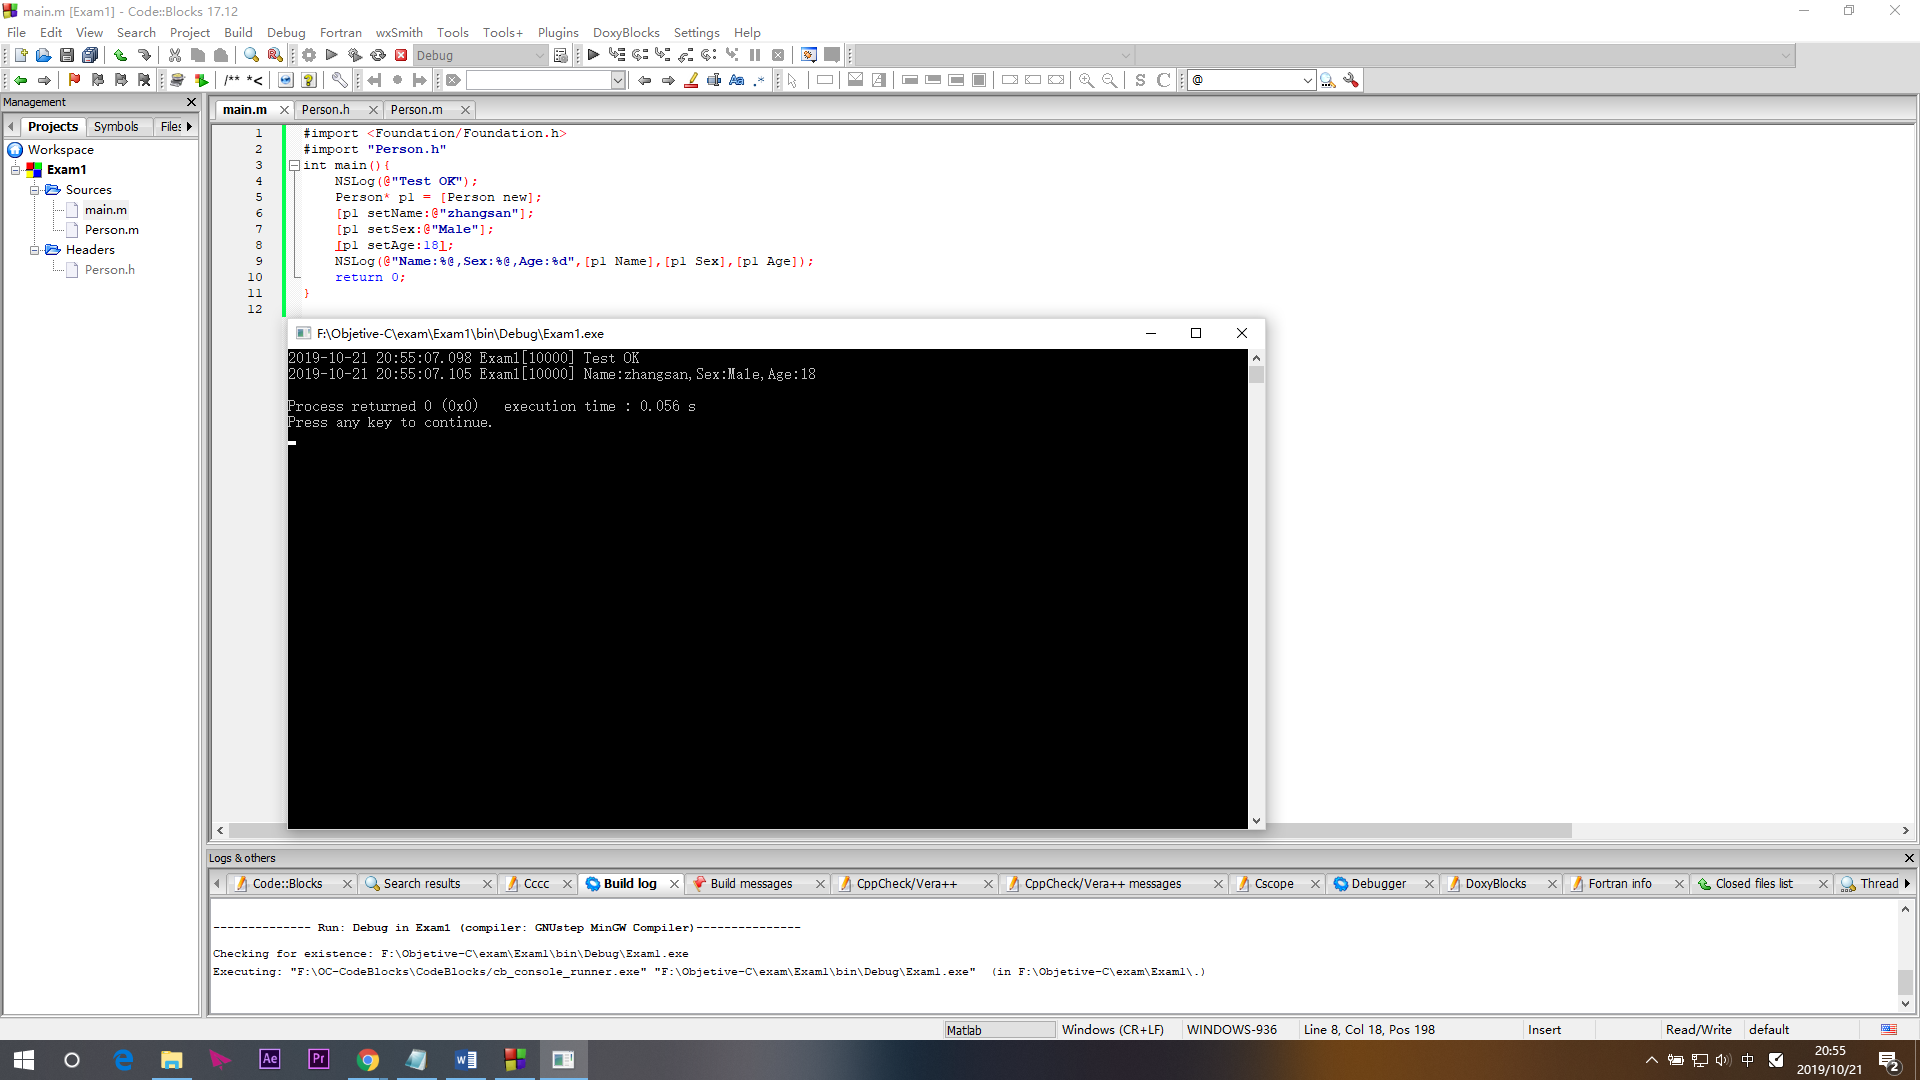 main.m [Exam1] - Code::Blocks 17.12
File Edit View Search Project Build Debug Fortran wxSmith Tools Tools+ Plugins DoxyBlocks Settings Help
Debug
/** *<
S C @
Management
main.m Person.h Person.m
Projects Symbols Files
Workspace
Exam1
Sources
main.m
Person.m
Headers
Person.h
1 #import <Foundation/Foundation.h>
2 #import "Person.h"
3 int main(){
4 NSLog(@"Test OK");
5 Person* p1 = [Person new];
6 [p1 setName:@"zhangsan"];
7 [p1 setSex:@"Male"];
8 [p1 setAge:18];
9 NSLog(@"Name:%@,Sex:%@,Age:%d",[p1 Name],[p1 Sex],[p1 Age]);
10 return 0;
11 }
12
F:\Objetive-C\exam\Exam1\bin\Debug\Exam1.exe
2019-10-21 20:55:07.098 Exam1[10000] Test OK
2019-10-21 20:55:07.105 Exam1[10000] Name:zhangsan,Sex:Male,Age:18
Process returned 0 (0x0) execution time : 0.056 s
Press any key to continue.
Logs & others
Code::Blocks Search results Cccc Build log Build messages CppCheck/Vera++ CppCheck/Vera++ messages Cscope Debugger DoxyBlocks Fortran info Closed files list Thread
-------------- Run: Debug in Exam1 (compiler: GNUstep MinGW Compiler)---------------
Checking for existence: F:\Objetive-C\exam\Exam1\bin\Debug\Exam1.exe
Executing: "F:\OC-CodeBlocks\CodeBlocks/cb_console_runner.exe" "F:\Objetive-C\exam\Exam1\bin\Debug\Exam1.exe" (in F:\Objetive-C\exam\Exam1\.)
Matlab Windows (CR+LF) WINDOWS-936 Line 8, Col 18, Pos 198 Insert Read/Write default
Ae Pr 中 20:55
2019/10/21 2